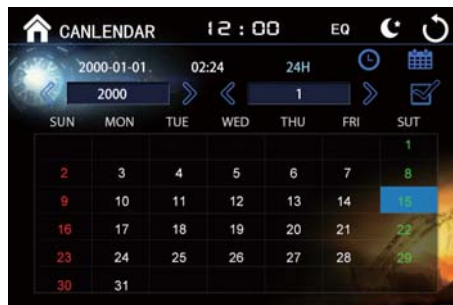 CANLENDAR 12:00 EQ
2000-01-01 02:24 24H
2000 1
SUN MON TUE WED THU FRI SUT
1
2 3 4 5 6 7 8
9 10 11 12 13 14 15
16 17 18 19 20 21 22
23 24 25 26 27 28 29
30 31